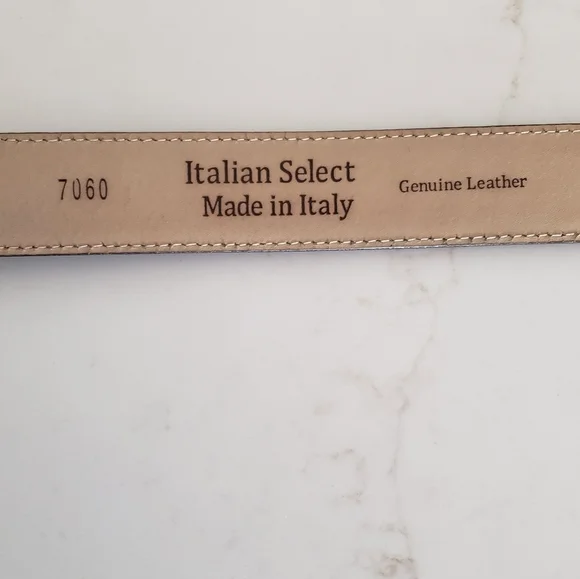 7060
Italian Select
Made in Italy
Genuine Leather